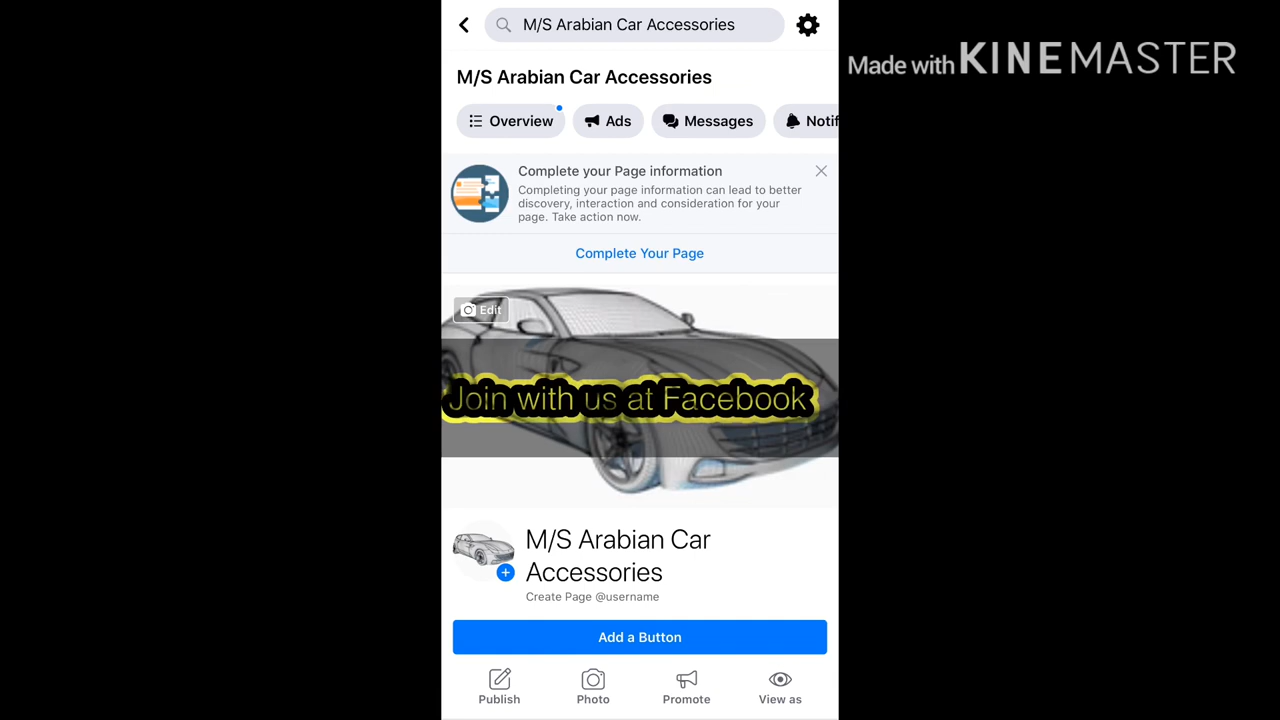 M/S Arabian Car Accessories
Made with KINEMASTER
M/S Arabian Car Accessories
Overview
Ads
Messages
Notif
Complete your Page information
Completing your page information can lead to better
discovery, interaction and consideration for your
page. Take action now.
Complete Your Page
Edit
Join with us at Facebook
M/S Arabian Car
Accessories
Create Page @username
Add a Button
Publish
Photo
Promote
View as